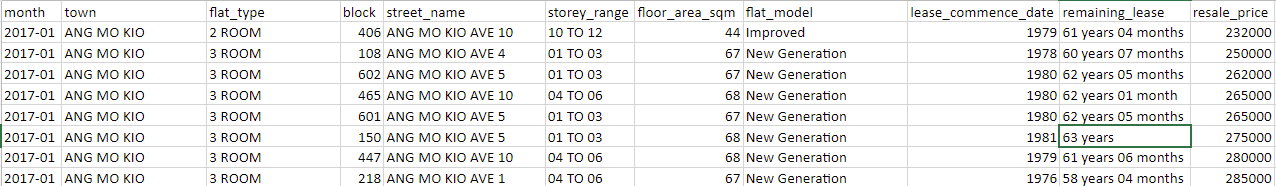 month town flat_type block street_name storey_range floor_area_sqm flat_model lease_commence_date remaining_lease resale_price
2017-01 ANG MO KIO 2 ROOM 406 ANG MO KIO AVE 10 10 TO 12 44 Improved 1979 61 years 04 months 232000
2017-01 ANG MO KIO 3 ROOM 108 ANG MO KIO AVE 4 01 TO 03 67 New Generation 1978 60 years 07 months 250000
2017-01 ANG MO KIO 3 ROOM 602 ANG MO KIO AVE 5 01 TO 03 67 New Generation 1980 62 years 05 months 262000
2017-01 ANG MO KIO 3 ROOM 465 ANG MO KIO AVE 10 04 TO 06 68 New Generation 1980 62 years 01 month 265000
2017-01 ANG MO KIO 3 ROOM 601 ANG MO KIO AVE 5 01 TO 03 67 New Generation 1980 62 years 05 months 265000
2017-01 ANG MO KIO 3 ROOM 150 ANG MO KIO AVE 5 01 TO 03 68 New Generation 1981 63 years 275000
2017-01 ANG MO KIO 3 ROOM 447 ANG MO KIO AVE 10 04 TO 06 68 New Generation 1979 61 years 06 months 280000
2017-01 ANG MO KIO 3 ROOM 218 ANG MO KIO AVE 1 04 TO 06 67 New Generation 1976 58 years 04 months 285000